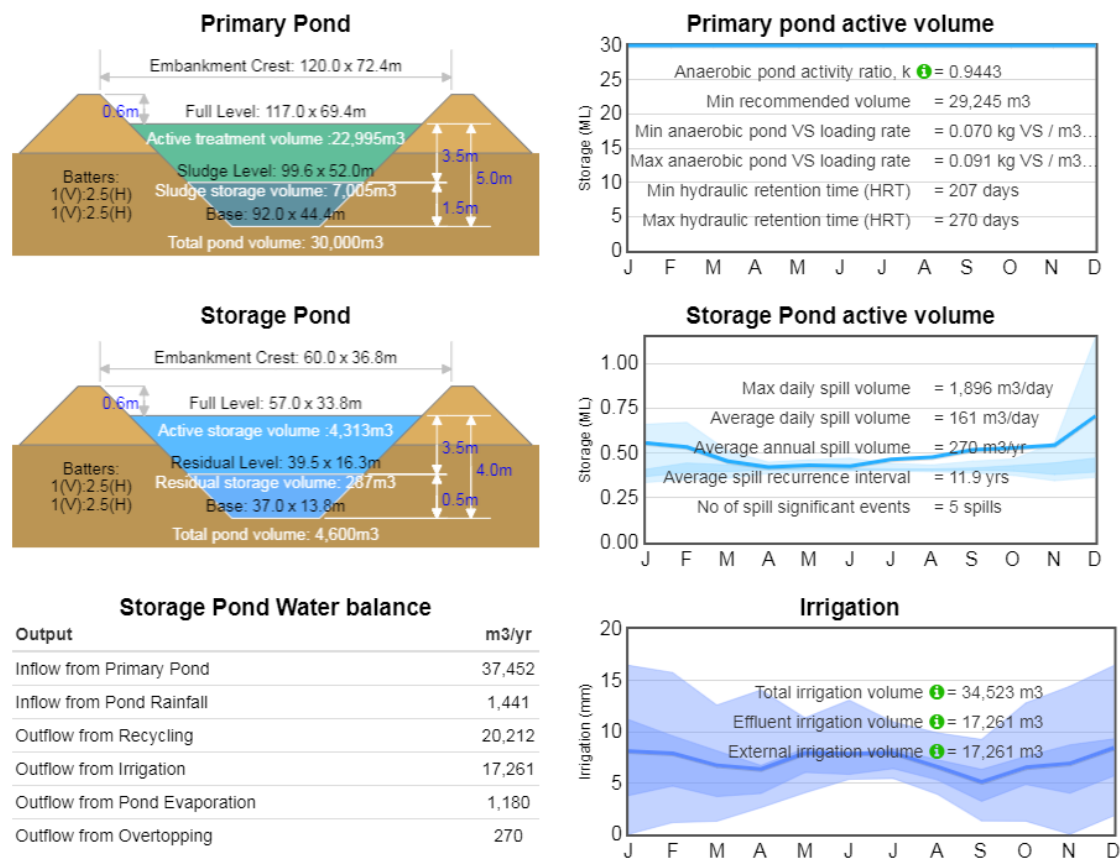 Primary Pond
Embankment Crest: 120.0 x 72.4m
0.6m
Full Level: 117.0 x 69.4m
Active treatment volume :22,995m3
3.5m
Sludge Level: 99.6 x 52.0m
5.0m
Batters:
1(V):2.5(H)
1(V):2.5(H)
Sludge storage volume: 7,005m3
1.5m
Base: 92.0 x 44.4m
Total pond volume: 30,000m3
Primary pond active volume
Storage (ML)
30
25
20
15
10
5
0
Anaerobic pond activity ratio, k i = 0.9443
Min recommended volume = 29,245 m3
Min anaerobic pond VS loading rate = 0.070 kg VS / m3...
Max anaerobic pond VS loading rate = 0.091 kg VS / m3...
Min hydraulic retention time (HRT) = 207 days
Max hydraulic retention time (HRT) = 270 days
J F M A M J J A S O N D
Storage Pond
Embankment Crest: 60.0 x 36.8m
0.6m
Full Level: 57.0 x 33.8m
Active storage volume :4,313m3
3.5m
Residual Level: 39.5 x 16.3m
4.0m
Batters:
1(V):2.5(H)
1(V):2.5(H)
Residual storage volume: 287m3
0.5m
Base: 37.0 x 13.8m
Total pond volume: 4,600m3
Storage Pond active volume
Storage (ML)
1.00
0.75
0.50
0.25
0.00
Max daily spill volume = 1,896 m3/day
Average daily spill volume = 161 m3/day
Average annual spill volume = 270 m3/yr
Average spill recurrence interval = 11.9 yrs
No of spill significant events = 5 spills
J F M A M J J A S O N D
Storage Pond Water balance
Output m3/yr
Inflow from Primary Pond 37,452
Inflow from Pond Rainfall 1,441
Outflow from Recycling 20,212
Outflow from Irrigation 17,261
Outflow from Pond Evaporation 1,180
Outflow from Overtopping 270
Irrigation
Irrigation (mm)
20
15
10
5
0
Total irrigation volume i = 34,523 m3
Effluent irrigation volume i = 17,261 m3
External irrigation volume i = 17,261 m3
J F M A M J J A S O N D